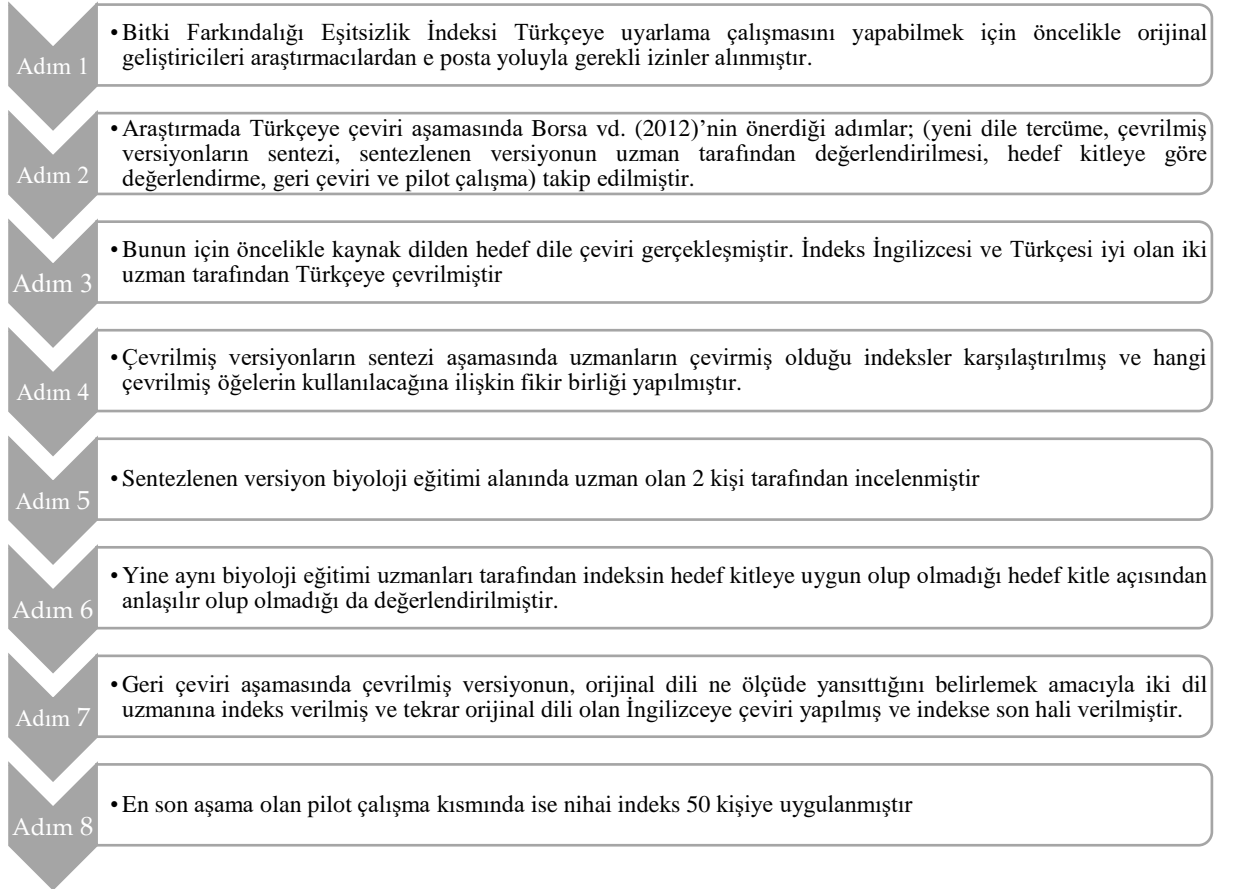 Adım 1
•Bitki Farkındalığı Eşitsizlik İndeksi Türkçeye uyarlama çalışmasını yapabilmek için öncelikle orijinal
geliştiricileri araştırmacılardan e posta yoluyla gerekli izinler alınmıştır.
Adım 2
•Araştırmada Türkçeye çeviri aşamasında Borsa vd. (2012)’nin önerdiği adımlar; (yeni dile tercüme, çevrilmiş
versiyonların sentezi, sentezlenen versiyonun uzman tarafından değerlendirilmesi, hedef kitleye göre
değerlendirme, geri çeviri ve pilot çalışma) takip edilmiştir.
Adım 3
•Bunun için öncelikle kaynak dilden hedef dile çeviri gerçekleşmiştir. İndeks İngilizcesi ve Türkçesi iyi olan iki
uzman tarafından Türkçeye çevrilmiştir
Adım 4
•Çevrilmiş versiyonların sentezi aşamasında uzmanların çevirmiş olduğu indeksler karşılaştırılmış ve hangi
çevrilmiş öğelerin kullanılacağına ilişkin fikir birliği yapılmıştır.
Adım 5
•Sentezlenen versiyon biyoloji eğitimi alanında uzman olan 2 kişi tarafından incelenmiştir
Adım 6
•Yine aynı biyoloji eğitimi uzmanları tarafından indeksin hedef kitleye uygun olup olmadığı hedef kitle açısından
anlaşılır olup olmadığı da değerlendirilmiştir.
Adım 7
•Geri çeviri aşamasında çevrilmiş versiyonun, orijinal dili ne ölçüde yansıttığını belirlemek amacıyla iki dil
uzmanına indeks verilmiş ve tekrar orijinal dili olan İngilizceye çeviri yapılmış ve indekse son hali verilmiştir.
Adım 8
•En son aşama olan pilot çalışma kısmında ise nihai indeks 50 kişiye uygulanmıştır